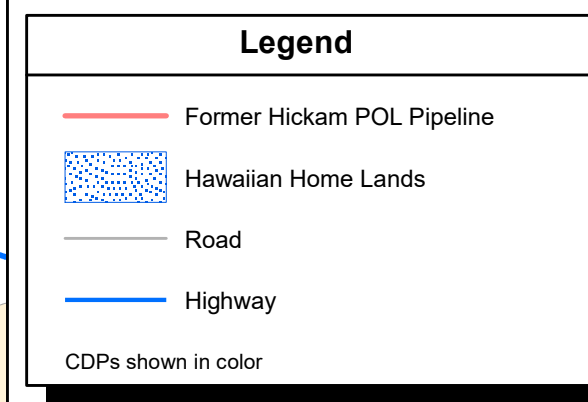 Legend
Former Hickam POL Pipeline
Hawaiian Home Lands
Road
Highway
CDPs shown in color